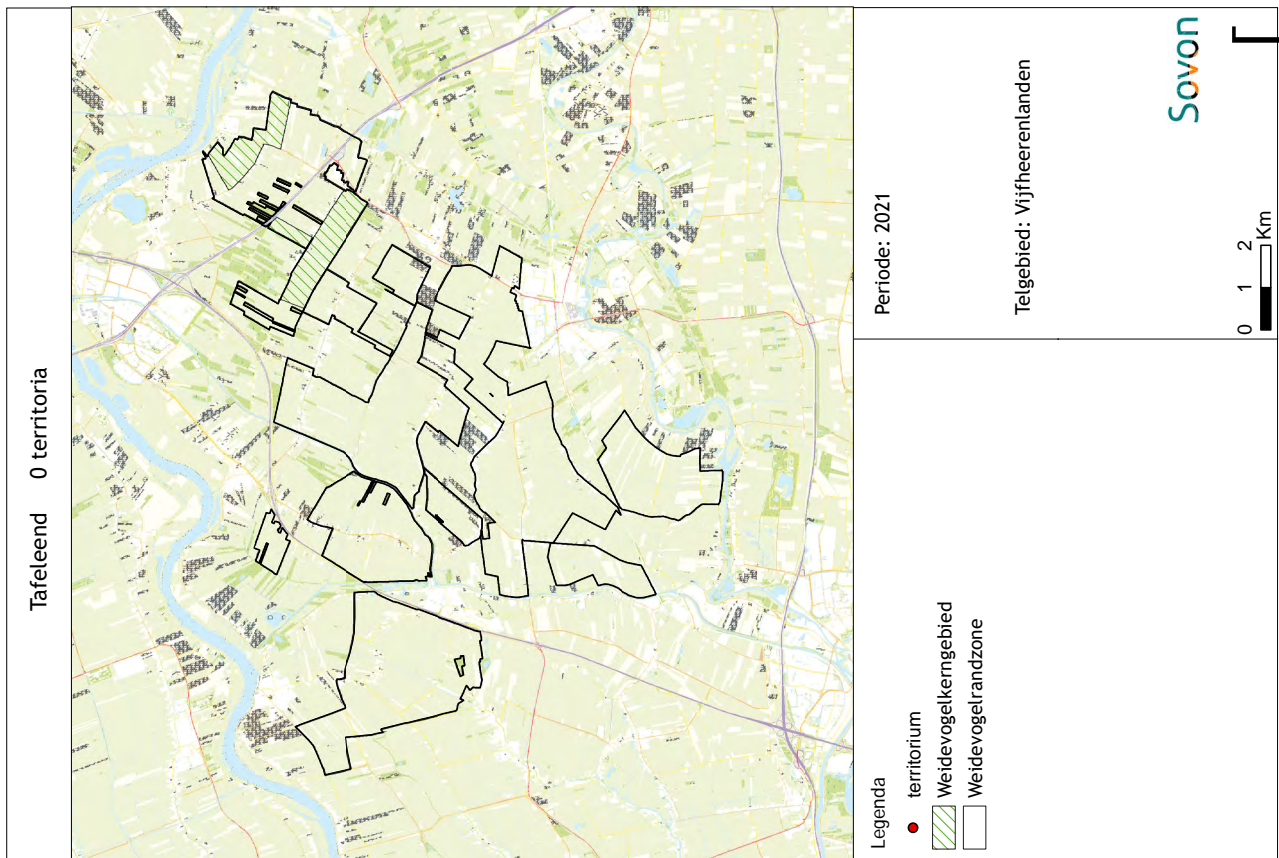 Tafeleend 0 territoria
Legenda
territorium
Weidevogelkerngebied
Weidevogelrandzone
Periode: 2021
Telgebied: Vijfheerenlanden
0 1 2
Km
Sovon